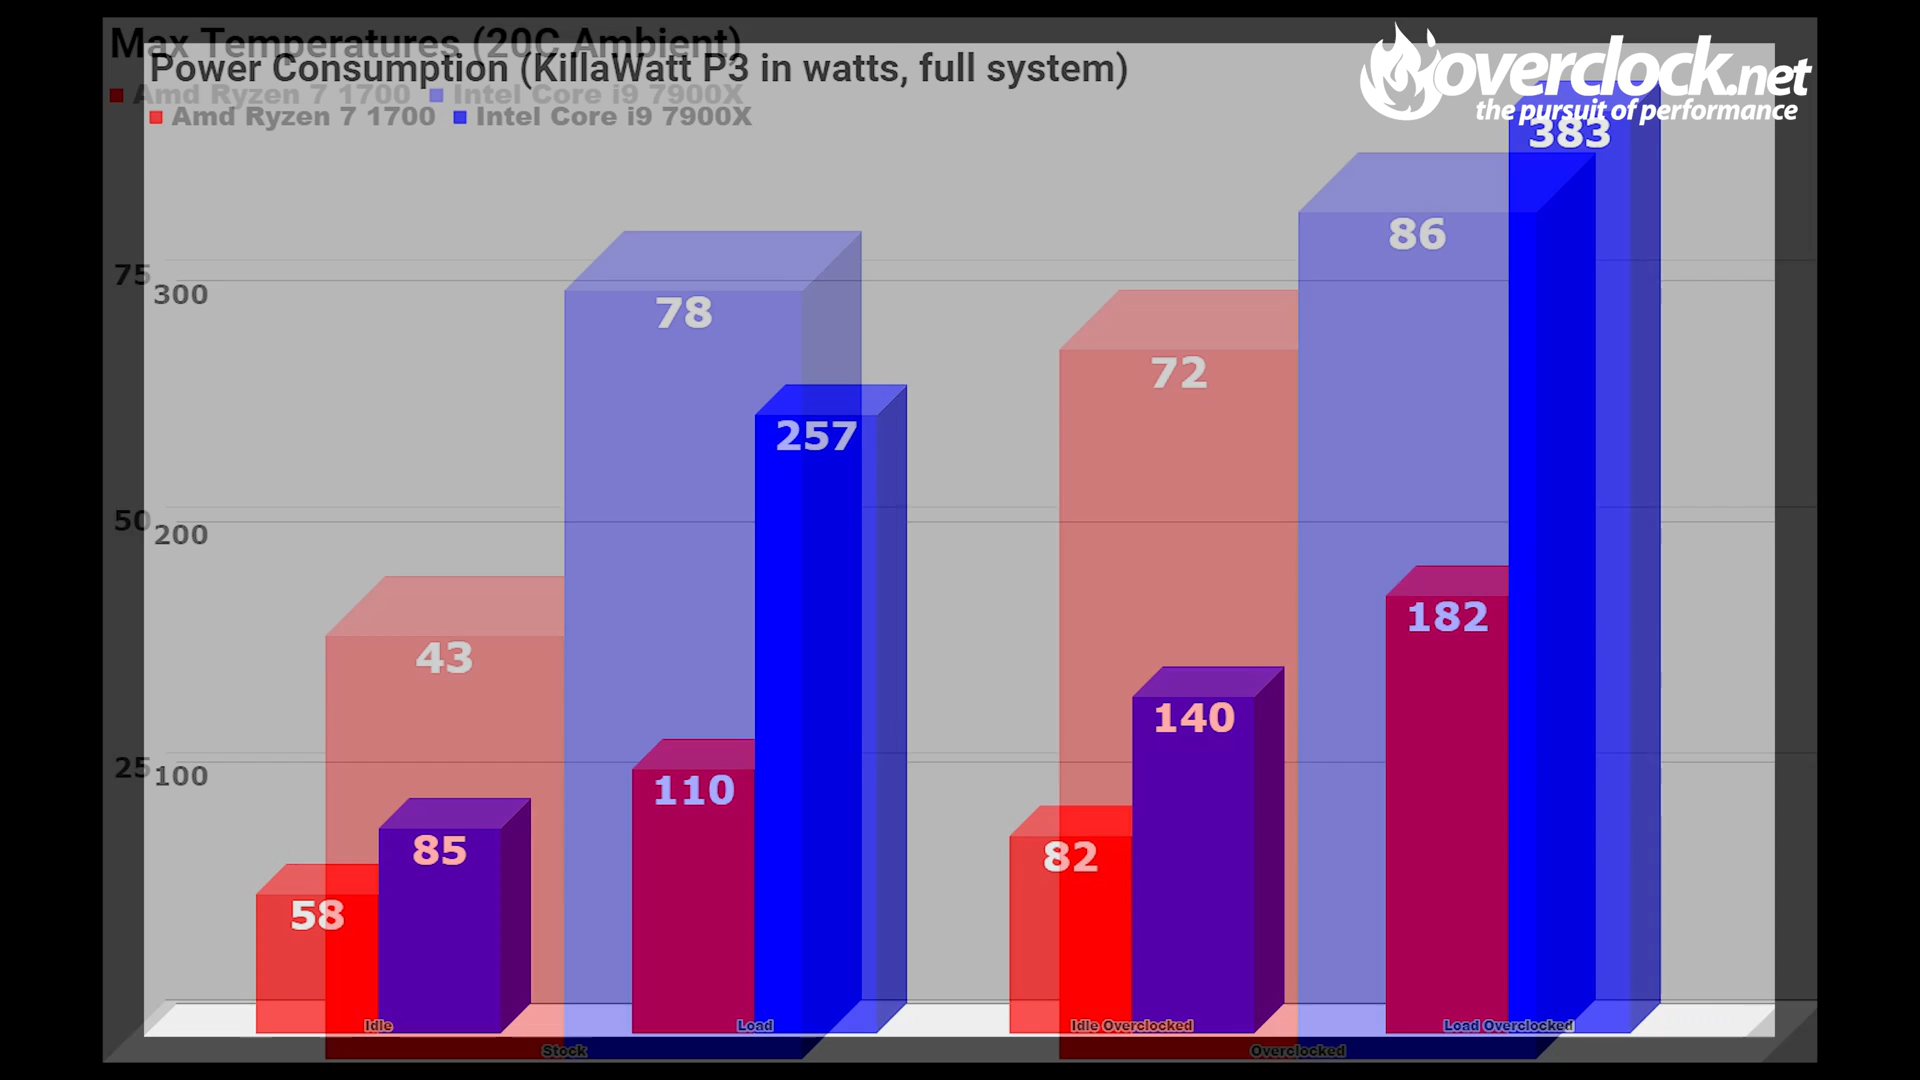 Max Temperatures (20C Ambient)
Power Consumption (KillaWatt P3 in watts, full system)
Amd Ryzen 7 1700 Intel Core i9 7900X
Amd Ryzen 7 1700 Intel Core i9 7900X
overclock.net
the pursuit of performance
383
86
75
300
78
72
257
50
200
182
43
140
25
100
110
85
82
58
Idle
Load
Idle Overclocked
Load Overclocked
Stock
Overclocked